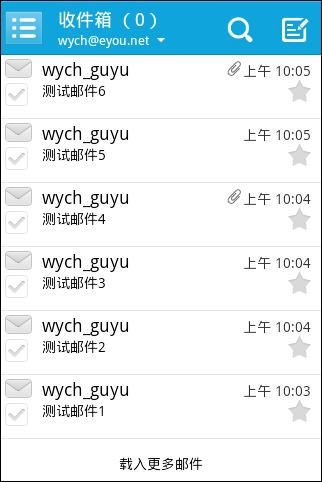 收件箱（0）
wych@eyou.net
wych_guyu 上午 10:05
测试邮件6
wych_guyu 上午 10:05
测试邮件5
wych_guyu 上午 10:04
测试邮件4
wych_guyu 上午 10:04
测试邮件3
wych_guyu 上午 10:04
测试邮件2
wych_guyu 上午 10:03
测试邮件1
载入更多邮件